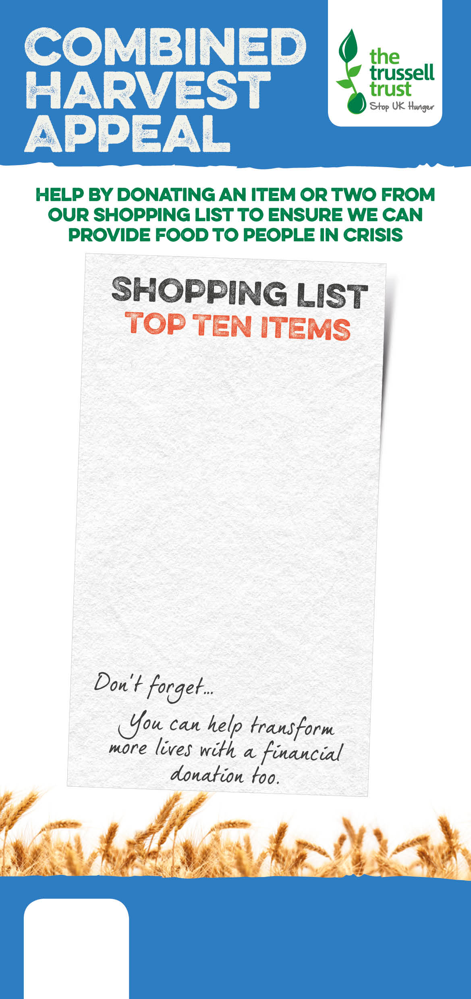 COMBINED
HARVEST
APPEAL
the
trussell
trust
Stop UK Hunger
HELP BY DONATING AN ITEM OR TWO FROM
OUR SHOPPING LIST TO ENSURE WE CAN
PROVIDE FOOD TO PEOPLE IN CRISIS
SHOPPING LIST
TOP TEN ITEMS
Don't forget...
You can help transform
more lives with a financial
donation too.